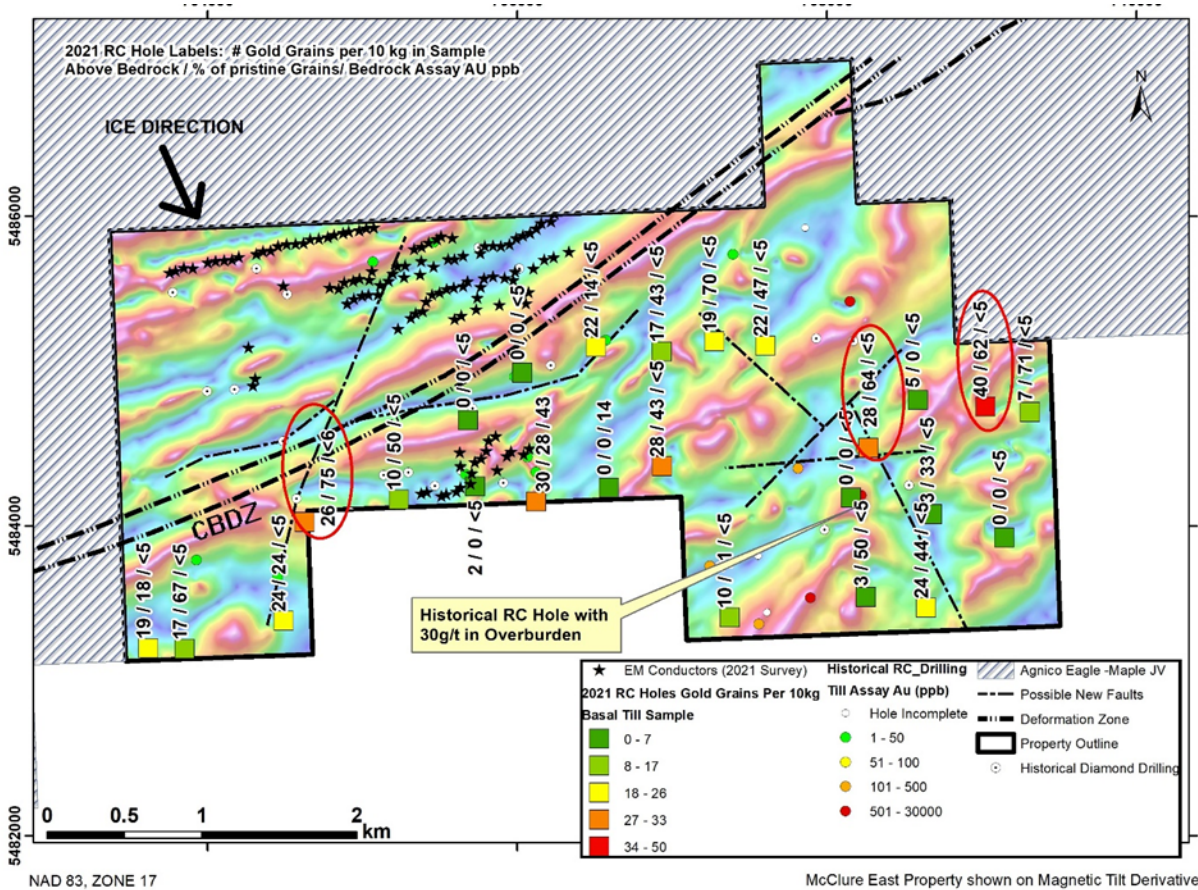 2021 RC Hole Labels: # Gold Grains per 10 kg in Sample
Above Bedrock / % of pristine Grains/ Bedrock Assay AU ppb
N
ICE DIRECTION
5486000
5484000
5482000
0 / 0 / <5
22 / 14 / <5
17 / 43 / <5
19 / 70 / <5
22 / 47 / <5
28 / 64 / <5
5 / 0 / <5
40 / 62 / <5
7 / 71 / <5
0 / 0 / <5
10 / 50 / <5
26 / 75 / <6
30 / 28 / 43
0 / 0 / 14
28 / 43 / <5
0 / 0 / <5
3 / 33 / <5
0 / 0 / <5
CBDZ
2 / 0 / <5
19 / 18 / <5
17 / 67 / <5
24 / 24 / <5
3 / 50 / <5
24 / 44 / <5
Historical RC Hole with
30g/t in Overburden
EM Conductors (2021 Survey)
2021 RC Holes Gold Grains Per 10kg
Basal Till Sample
0 - 7
8 - 17
18 - 26
27 - 33
34 - 50
Historical RC_Drilling
Till Assay Au (ppb)
Hole Incomplete
1 - 50
51 - 100
101 - 500
501 - 30000
Agnico Eagle -Maple JV
Possible New Faults
Deformation Zone
Property Outline
Historical Diamond Drilling
0 0.5 1 2
km
NAD 83, ZONE 17
McClure East Property shown on Magnetic Tilt Derivative